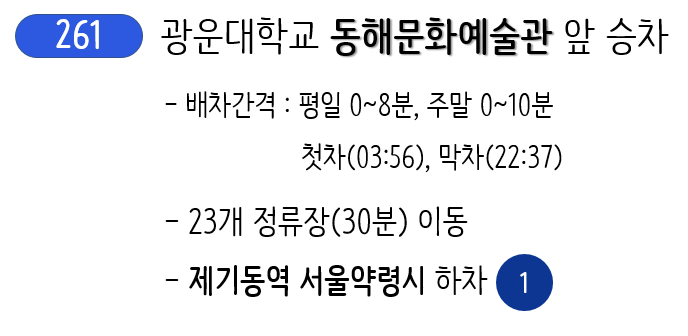 261 광운대학교 동해문화예술관 앞 승차
- 배차간격 : 평일 0~8분, 주말 0~10분
첫차(03:56), 막차(22:37)
- 23개 정류장(30분) 이동
- 제기동역 서울약령시 하차 1